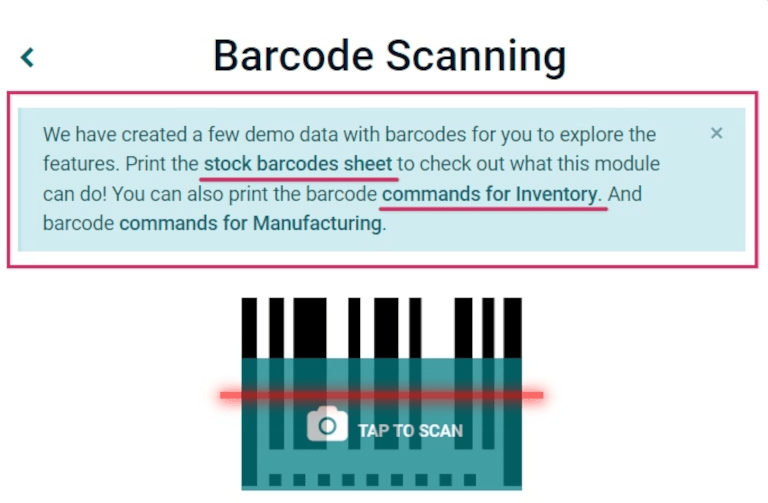 Barcode Scanning
We have created a few demo data with barcodes for you to explore the
features. Print the stock barcodes sheet to check out what this module
can do! You can also print the barcode commands for Inventory. And
barcode commands for Manufacturing.
TAP TO SCAN